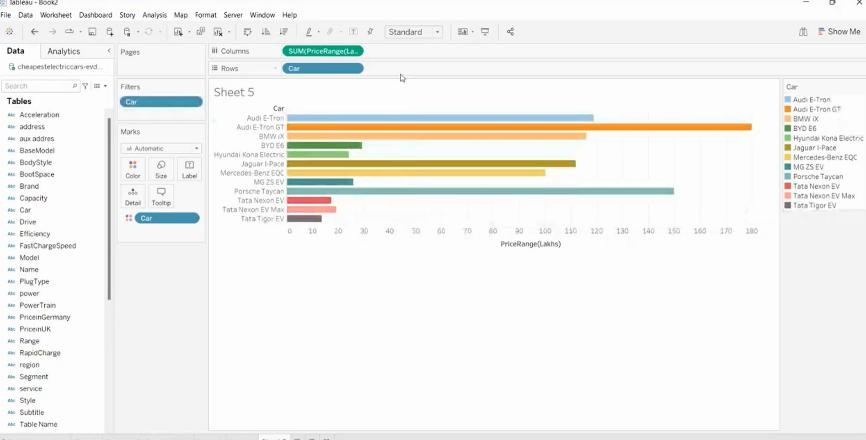 Tableau - Book2
File Data Worksheet Dashboard Story Analysis Map Format Server Window Help
Standard
Show Me
Data Analytics
cheapestelectriccars-evd...
Search
Tables
Acceleration
address
aux addres
BaseModel
BodyStyle
BootSpace
Brand
Capacity
Car
Drive
Efficiency
FastChargeSpeed
Model
Name
PlugType
power
PowerTrain
PriceinGermany
PriceinUK
Range
RapidCharge
region
Segment
service
Style
Subtitle
Table Name
Pages
Filters
Car
Marks
Automatic
Color Size Label
Detail Tooltip
Car
Columns SUM(PriceRange(La..
Rows Car
Sheet 5
Car
Audi E-Tron
Audi E-Tron GT
BMW iX
BYD E6
Hyundai Kona Electric
Jaguar I-Pace
Mercedes-Benz EQC
MG ZS EV
Porsche Taycan
Tata Nexon EV
Tata Nexon EV Max
Tata Tigor EV
0 10 20 30 40 50 60 70 80 90 100 110 120 130 140 150 160 170 180
PriceRange(Lakhs)
Car
Audi E-Tron
Audi E-Tron GT
BMW iX
BYD E6
Hyundai Kona Electric
Jaguar I-Pace
Mercedes-Benz EQC
MG ZS EV
Porsche Taycan
Tata Nexon EV
Tata Nexon EV Max
Tata Tigor EV